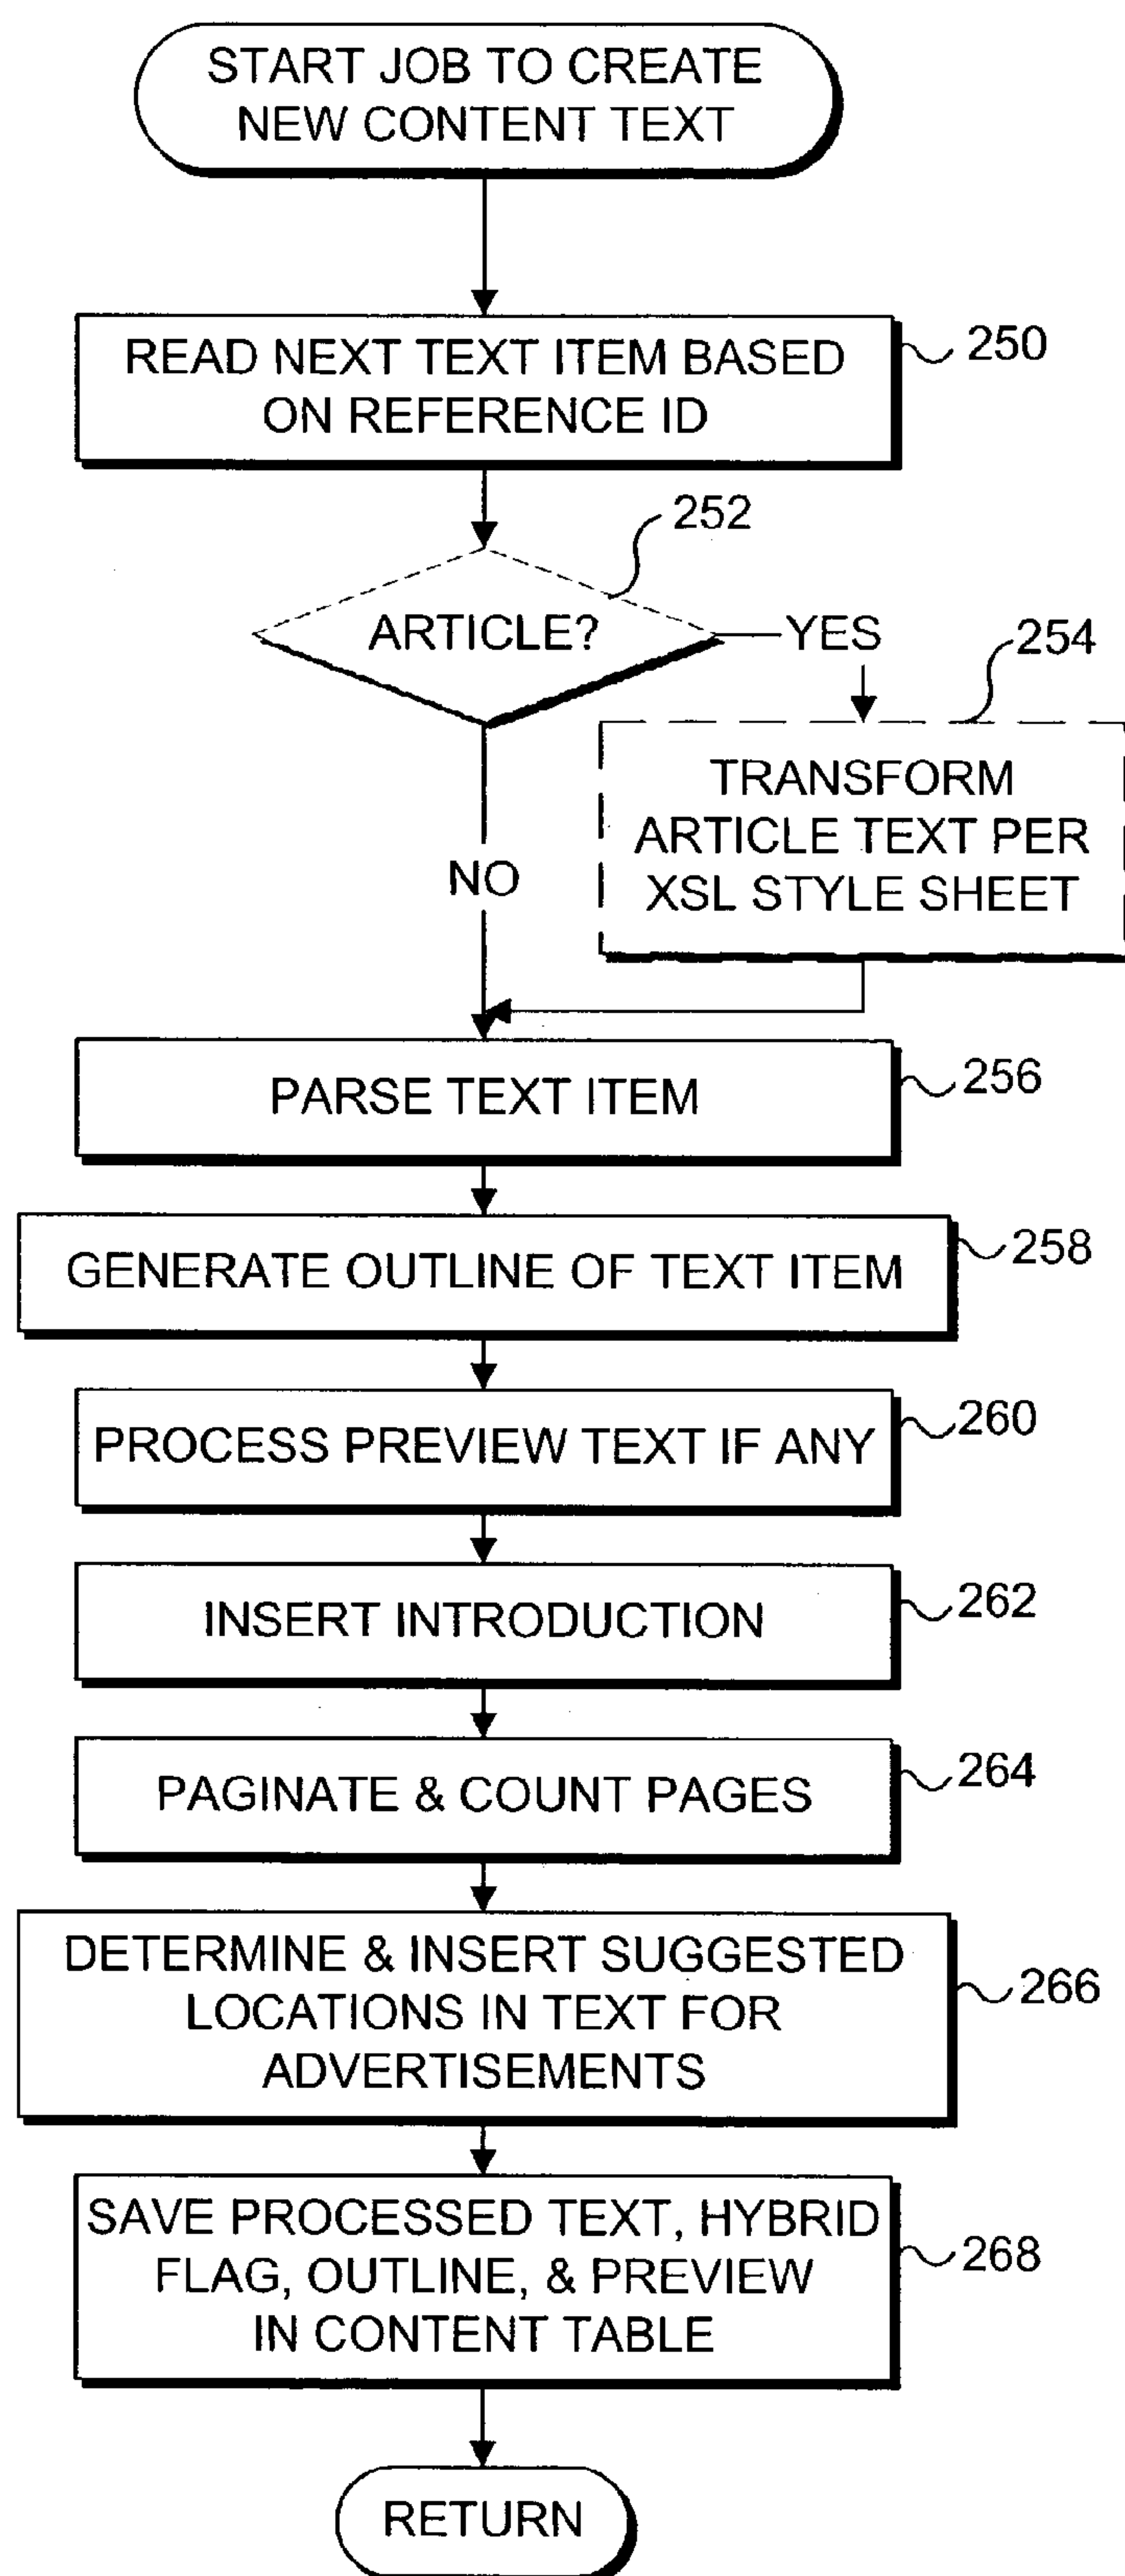 START JOB TO CREATE
NEW CONTENT TEXT
READ NEXT TEXT ITEM BASED
ON REFERENCE ID
250
252
ARTICLE?
YES
254
TRANSFORM
ARTICLE TEXT PER
XSL STYLE SHEET
NO
PARSE TEXT ITEM
256
GENERATE OUTLINE OF TEXT ITEM
258
PROCESS PREVIEW TEXT IF ANY
260
INSERT INTRODUCTION
262
PAGINATE & COUNT PAGES
264
DETERMINE & INSERT SUGGESTED
LOCATIONS IN TEXT FOR
ADVERTISEMENTS
266
SAVE PROCESSED TEXT, HYBRID
FLAG, OUTLINE, & PREVIEW
IN CONTENT TABLE
268
RETURN